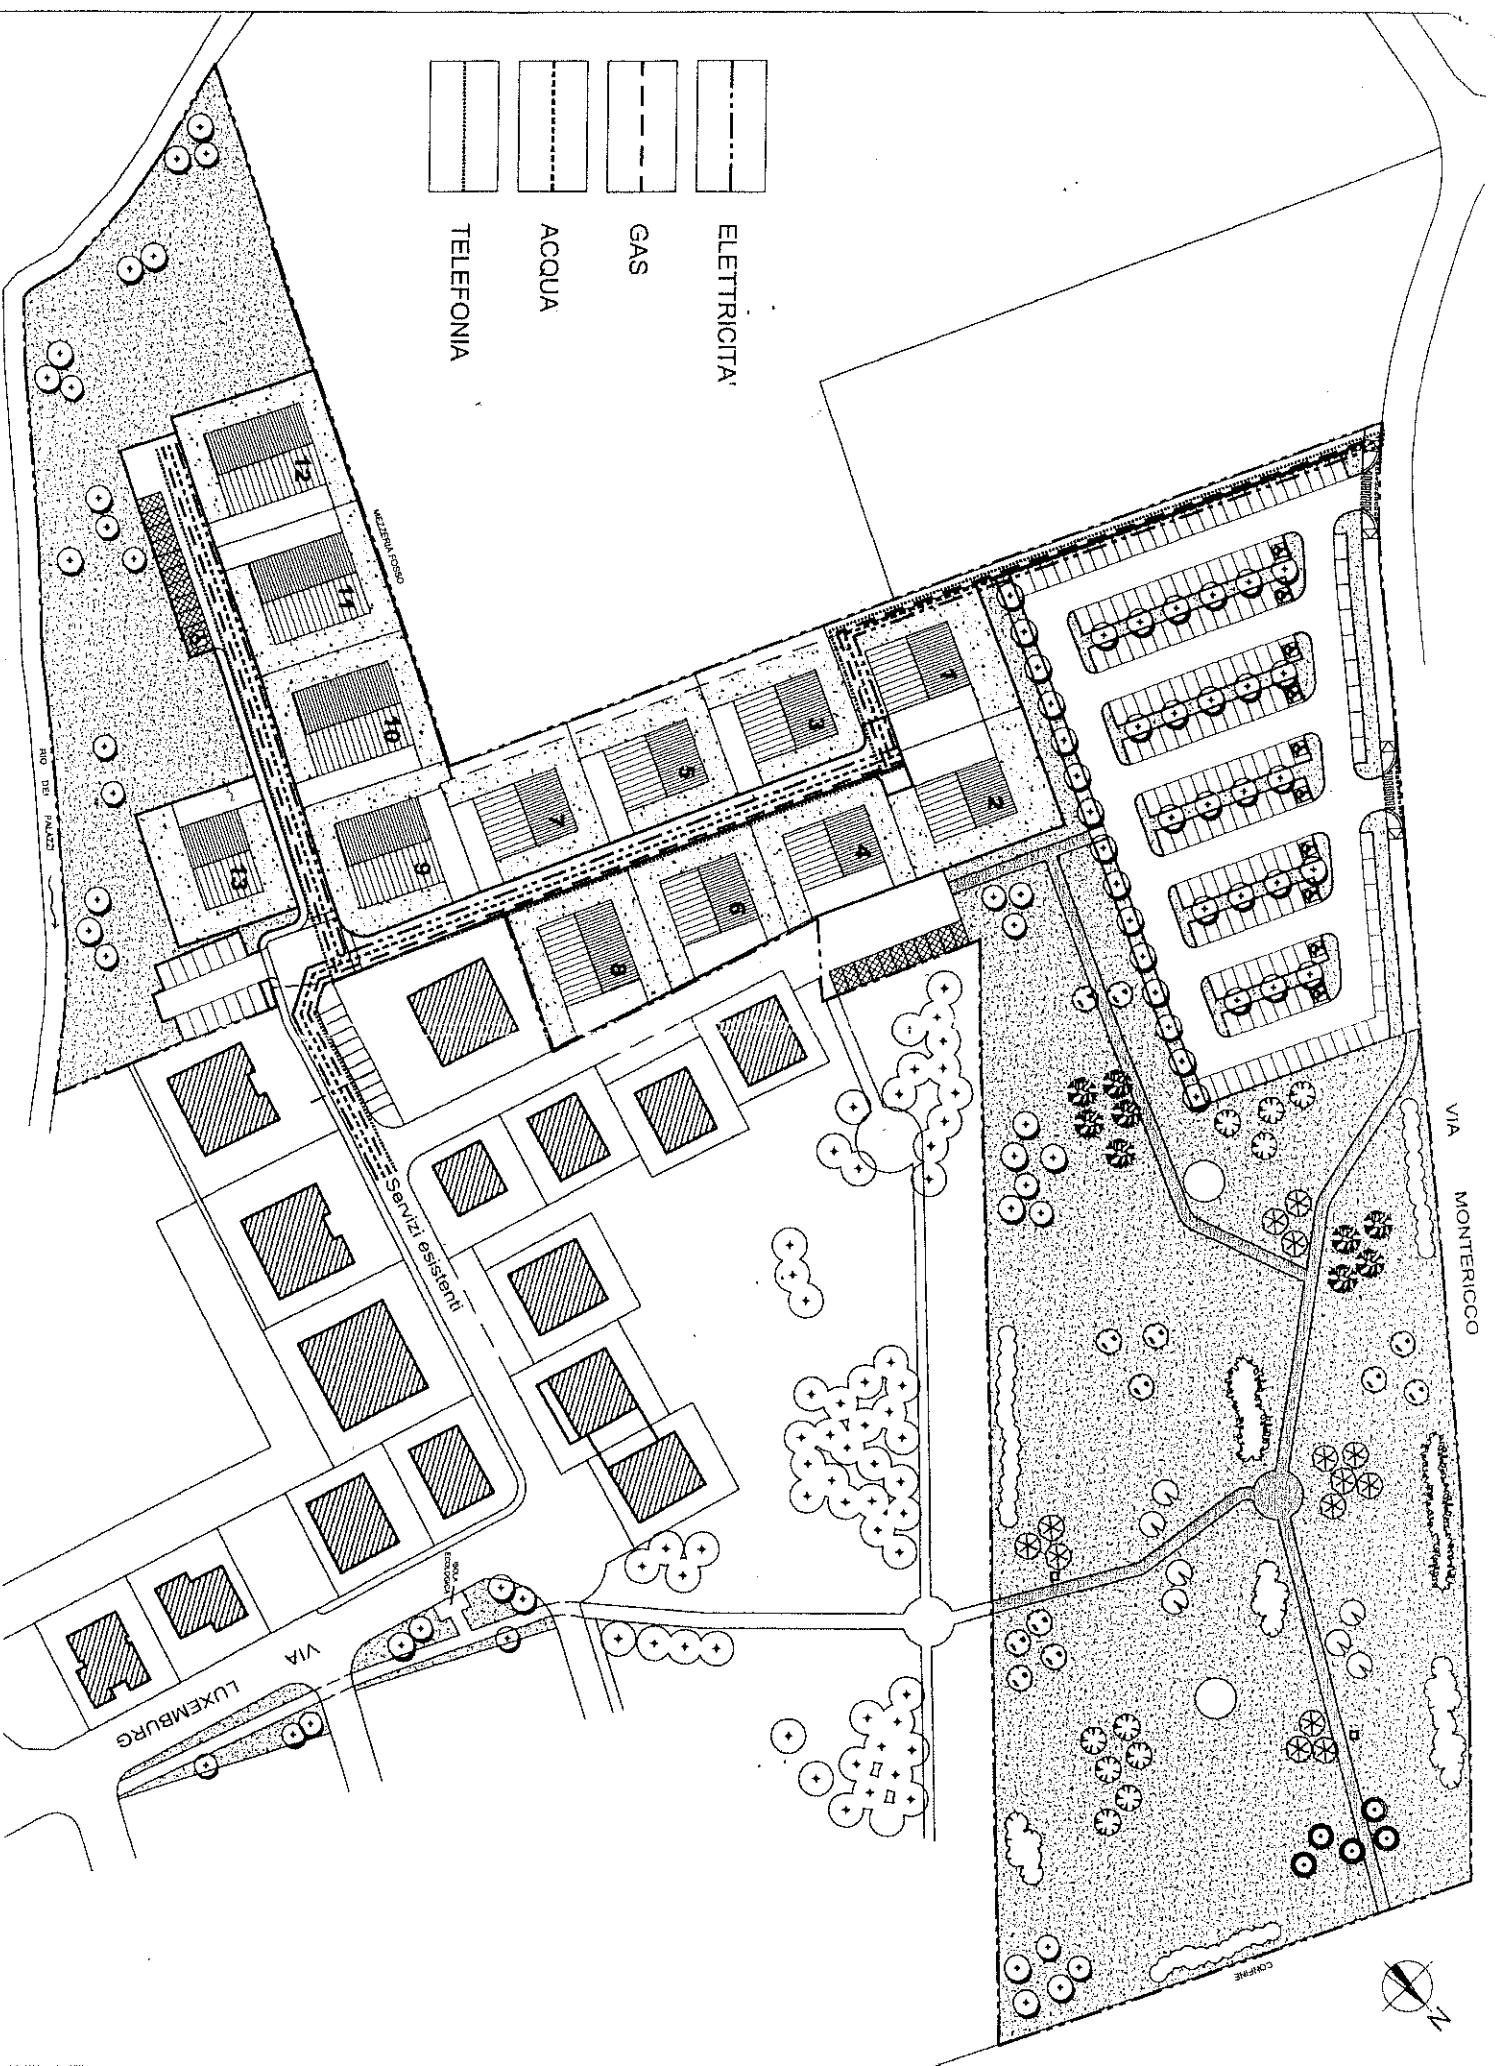 ELETTRICITA'
GAS
ACQUA
TELEFONIA
VIA MONTERICCO
1
2
3
4
5
6
7
8
9
10
11
12
13
MEZZERIA FOSSO
RIO DEI PALAZZI
Servizi esistenti
ISOLA
ECOLOGICA
VIA LUXEMBURG
CONFINE
N